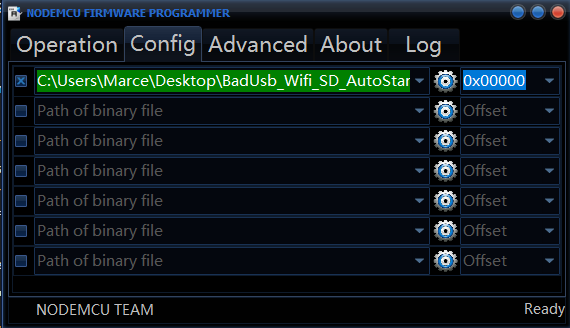 NODEMCU FIRMWARE PROGRAMMER
Operation Config Advanced About Log
C:\Users\Marce\Desktop\BadUsb_Wifi_SD_AutoStar 0x00000
Path of binary file Offset
Path of binary file Offset
Path of binary file Offset
Path of binary file Offset
Path of binary file Offset
Path of binary file Offset
NODEMCU TEAM Ready